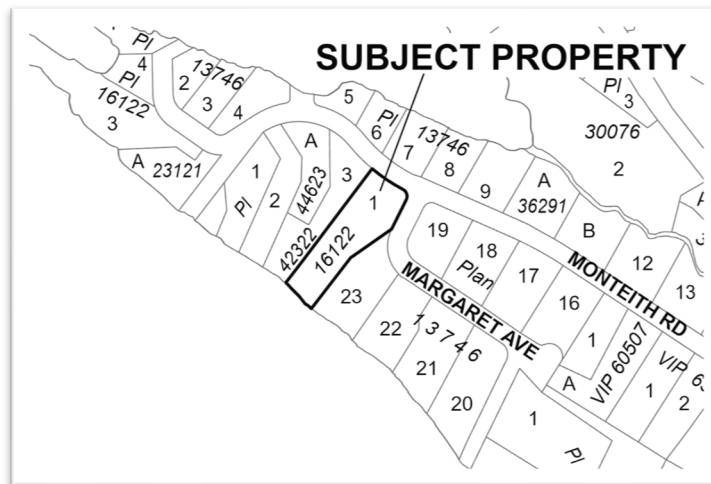 SUBJECT PROPERTY
Pl
4
Pl
16122
3
2
13746
3
4
5
Pl
6
13746
7
8
9
Pl
3
30076
2
A
36291
B
12
13
A
23121
1
Pl
2
A
44623
3
1
42322
16122
19
18
Plan
17
16
1
MONTEITH RD
MARGARET AVE
23
22
13746
21
20
A
VIP 60507
1
2
1
Pl